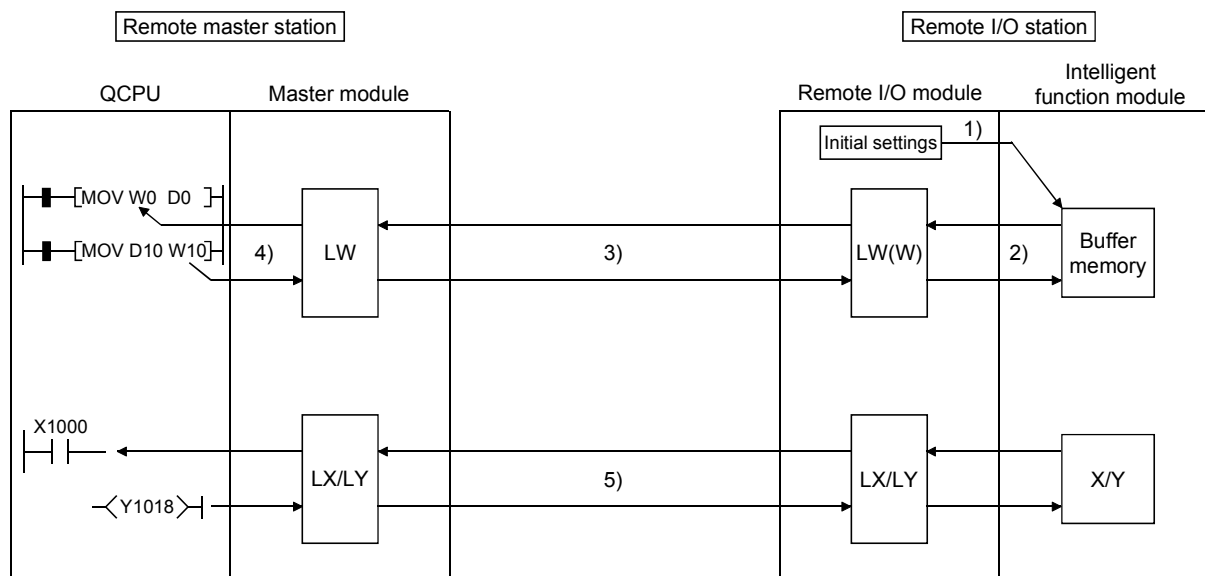 Remote master station
Remote I/O station
QCPU
Master module
Remote I/O module
Intelligent
function module
Initial settings
1)
MOV W0 D0
MOV D10 W10
4)
LW
3)
LW(W)
2)
Buffer
memory
X1000
Y1018
LX/LY
5)
LX/LY
X/Y